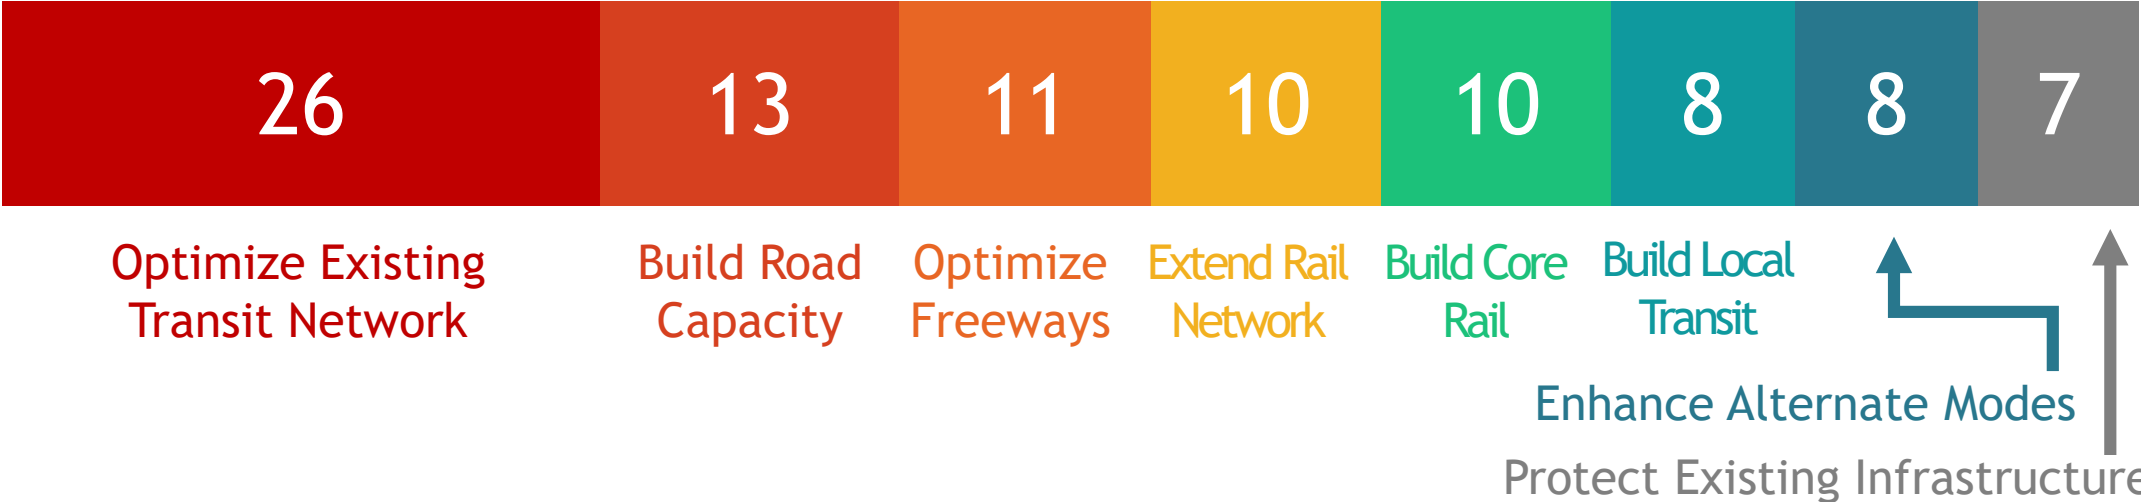 26 13 11 10 10 8 8 7
Optimize Existing
Transit Network
Build Road
Capacity
Optimize
Freeways
Extend Rail
Network
Build Core
Rail
Build Local
Transit
Enhance Alternate Modes
Protect Existing Infrastructure